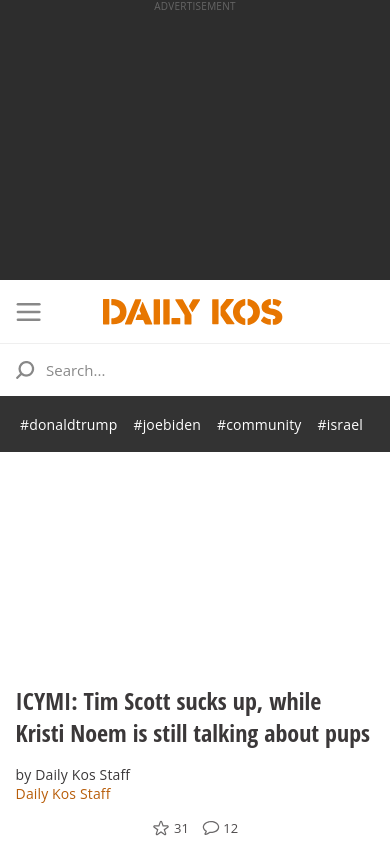 ADVERTISEMENT
DAILY KOS
Search...
#donaldtrump #joebiden #community #israel
ICYMI: Tim Scott sucks up, while
Kristi Noem is still talking about pups
by Daily Kos Staff
Daily Kos Staff
31 12